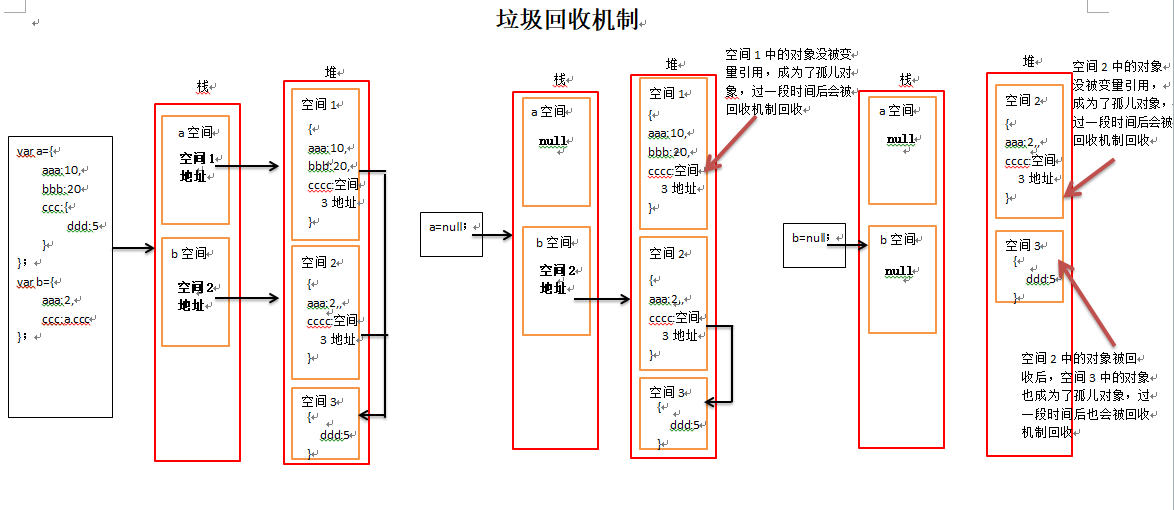 垃圾回收机制
var a={
aaa:10,
bbb:20
ccc:{
ddd:5
}
};
var b={
aaa:2,
ccc:a.ccc
};
栈
a 空间
空间 1
地址
b 空间
空间 2
地址
堆
空间 1
{
aaa:10,
bbb:20,
cccc:空间
3 地址
}
空间 2
{
aaa:2,,
cccc:空间
3 地址
}
空间 3
{
ddd:5
}
a=null;
栈
a 空间
null
b 空间
空间 2
地址
堆
空间 1
{
aaa:10,
bbb:20,
cccc:空间
3 地址
}
空间 2
{
aaa:2,,
cccc:空间
3 地址
}
空间 3
{
ddd:5
}
空间 1 中的对象没被变
量引用，成为了孤儿对
象，过一段时间后会被
回收机制回收
b=null;
栈
a 空间
null
b 空间
null
堆
空间 2
{
aaa:2,,
cccc:空间
3 地址
}
空间 3
{
ddd:5
}
空间 2 中的对象
没被变量引用，
成为了孤儿对象，
过一段时间后会被
回收机制回收
空间 2 中的对象被回
收后，空间 3 中的对象
也成为了孤儿对象，过
一段时间后也会被回收
机制回收